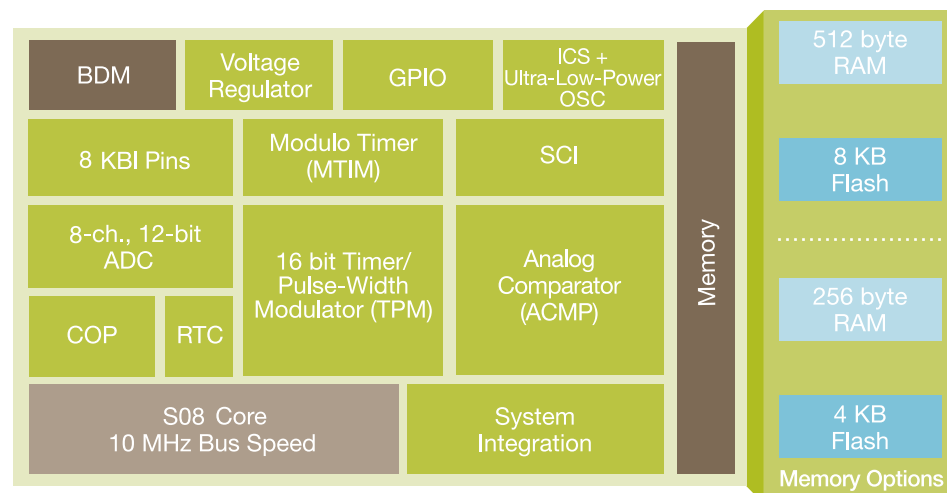 BDM
Voltage
Regulator
GPIO
ICS +
Ultra-Low-Power
OSC
8 KBI Pins
Modulo Timer
(MTIM)
SCI
8-ch., 12-bit
ADC
16 bit Timer/
Pulse-Width
Modulator (TPM)
Analog
Comparator
(ACMP)
COP
RTC
S08 Core
10 MHz Bus Speed
System
Integration
Memory
512 byte
RAM
8 KB
Flash
256 byte
RAM
4 KB
Flash
Memory Options